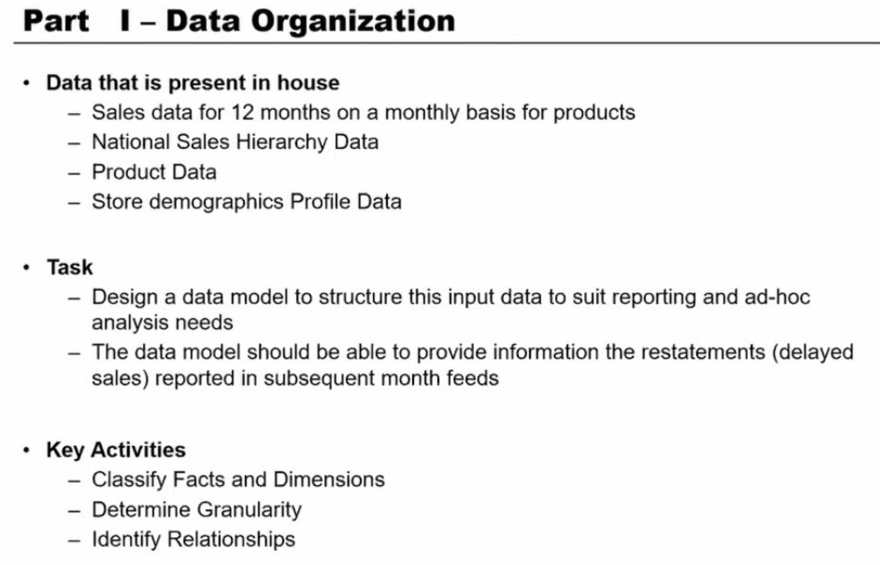 Part I – Data Organization
• Data that is present in house
– Sales data for 12 months on a monthly basis for products
– National Sales Hierarchy Data
– Product Data
– Store demographics Profile Data
• Task
– Design a data model to structure this input data to suit reporting and ad-hoc
analysis needs
– The data model should be able to provide information the restatements (delayed
sales) reported in subsequent month feeds
• Key Activities
– Classify Facts and Dimensions
– Determine Granularity
– Identify Relationships